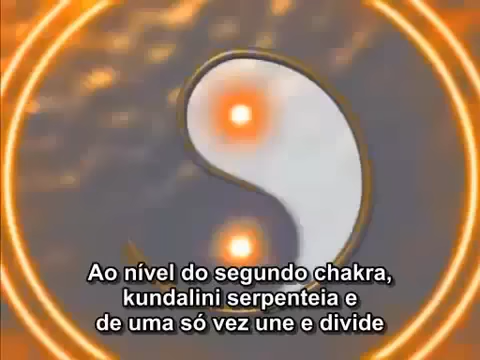 Ao nível do segundo chakra,
kundalini serpenteia e
de uma só vez une e divide